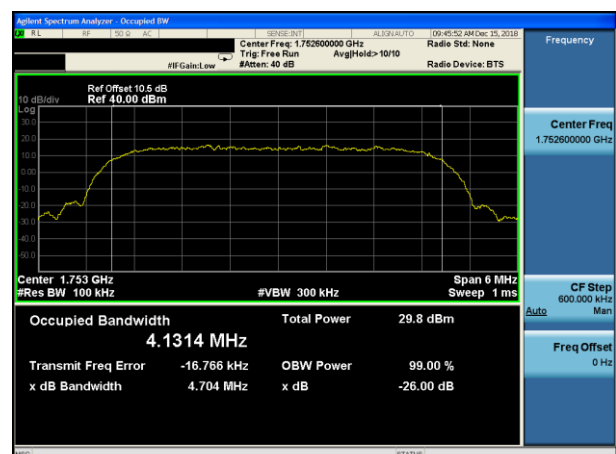 Agilent Spectrum Analyzer - Occupied BW
RL RF 50 Ω AC SENSE:INT ALIGNAUTO 09:45:52 AM Dec 15, 2018
Center Freq: 1.752600000 GHz Radio Std: None
Trig: Free Run Avg|Hold:> 10/10
#IFGain:Low #Atten: 40 dB Radio Device: BTS
Frequency
Ref Offset 10.5 dB
10 dB/div Ref 40.00 dBm
Log
30.0
20.0
10.0
0.00
-10.0
-20.0
-30.0
-40.0
-50.0
Center 1.753 GHz Span 6 MHz
#Res BW 100 kHz #VBW 300 kHz Sweep 1 ms
Occupied Bandwidth Total Power 29.8 dBm
4.1314 MHz
Transmit Freq Error -16.766 kHz OBW Power 99.00 %
x dB Bandwidth 4.704 MHz x dB -26.00 dB
Center Freq
1.752600000 GHz
CF Step
600.000 kHz
Auto Man
Freq Offset
0 Hz
MSG STATUS